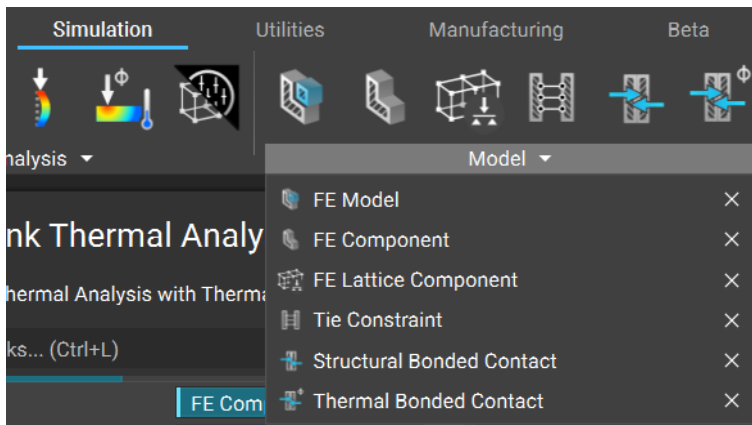 Simulation Utilities Manufacturing Beta
nalysis Model
FE Model
nk Thermal Analy
FE Component
FE Lattice Component
hermal Analysis with Therma
Tie Constraint
ks... (Ctrl+L)
Structural Bonded Contact
FE Com
Thermal Bonded Contact